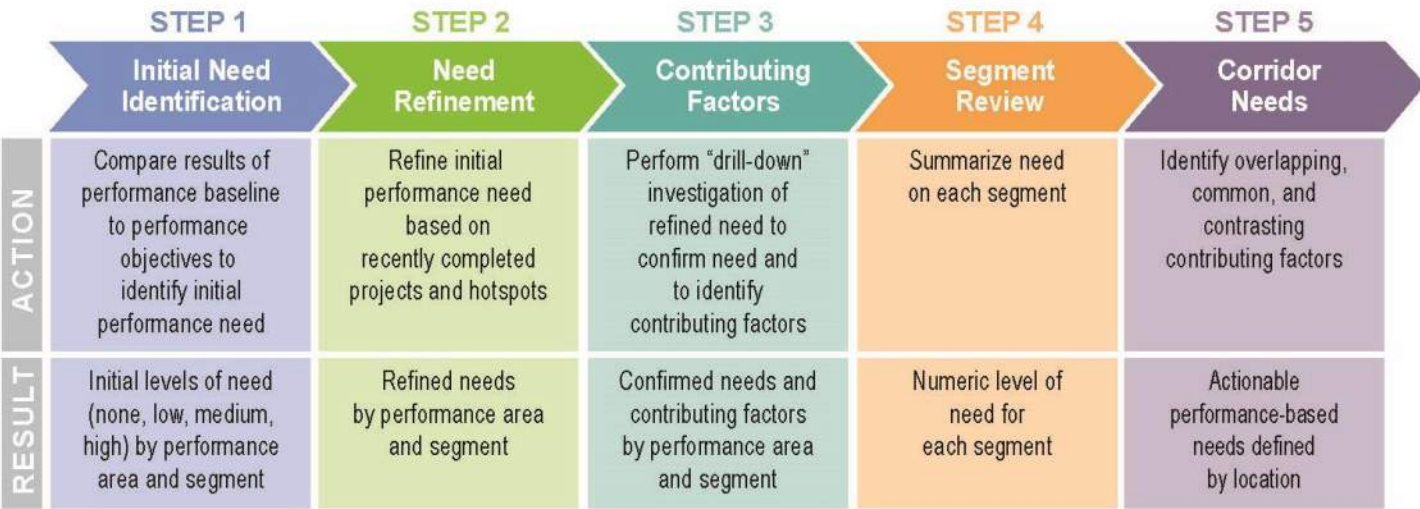 STEP 1
STEP 2
STEP 3
STEP 4
STEP 5
Initial Need
Identification
Need
Refinement
Contributing
Factors
Segment
Review
Corridor
Needs
ACTION
Compare results of
performance baseline
to performance
objectives to
identify initial
performance need
Refine initial
performance need
based on
recently completed
projects and hotspots
Perform “drill-down”
investigation of
refined need to
confirm need and
to identify
contributing factors
Summarize need
on each segment
Identify overlapping,
common, and
contrasting
contributing factors
RESULT
Initial levels of need
(none, low, medium,
high) by performance
area and segment
Refined needs
by performance area
and segment
Confirmed needs and
contributing factors
by performance area
and segment
Numeric level of
need for
each segment
Actionable
performance-based
needs defined
by location